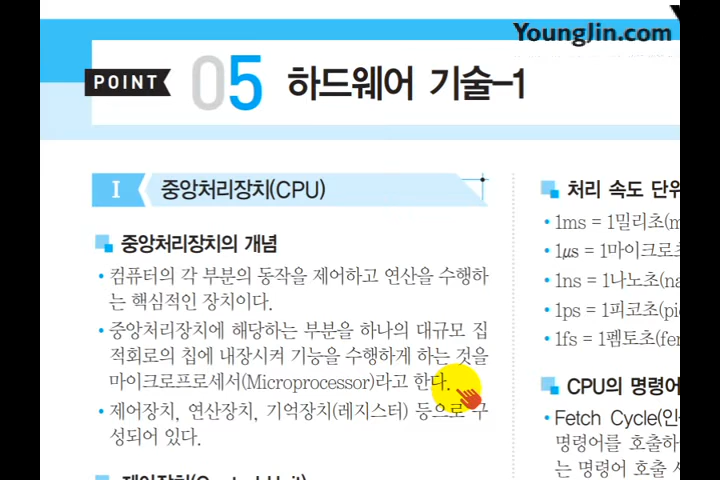 YoungJin.com
POINT 05 하드웨어 기술-1
I 중앙처리장치(CPU)
중앙처리장치의 개념
• 컴퓨터의 각 부분의 동작을 제어하고 연산을 수행하
는 핵심적인 장치이다.
• 중앙처리장치에 해당하는 부분을 하나의 대규모 집
적회로의 칩에 내장시켜 기능을 수행하게 하는 것을
마이크로프로세서(Microprocessor)라고 한다.
• 제어장치, 연산장치, 기억장치(레지스터) 등으로 구
성되어 있다.
제어장치(Control Unit)
처리 속도 단위
• 1ms = 1밀리초(m
• 1μs = 1마이크로초
• 1ns = 1나노초(na
• 1ps = 1피코초(pi
• 1fs = 1펨토초(fem
CPU의 명령어
• Fetch Cycle(인
명령어를 호출하
는 명령어 호출